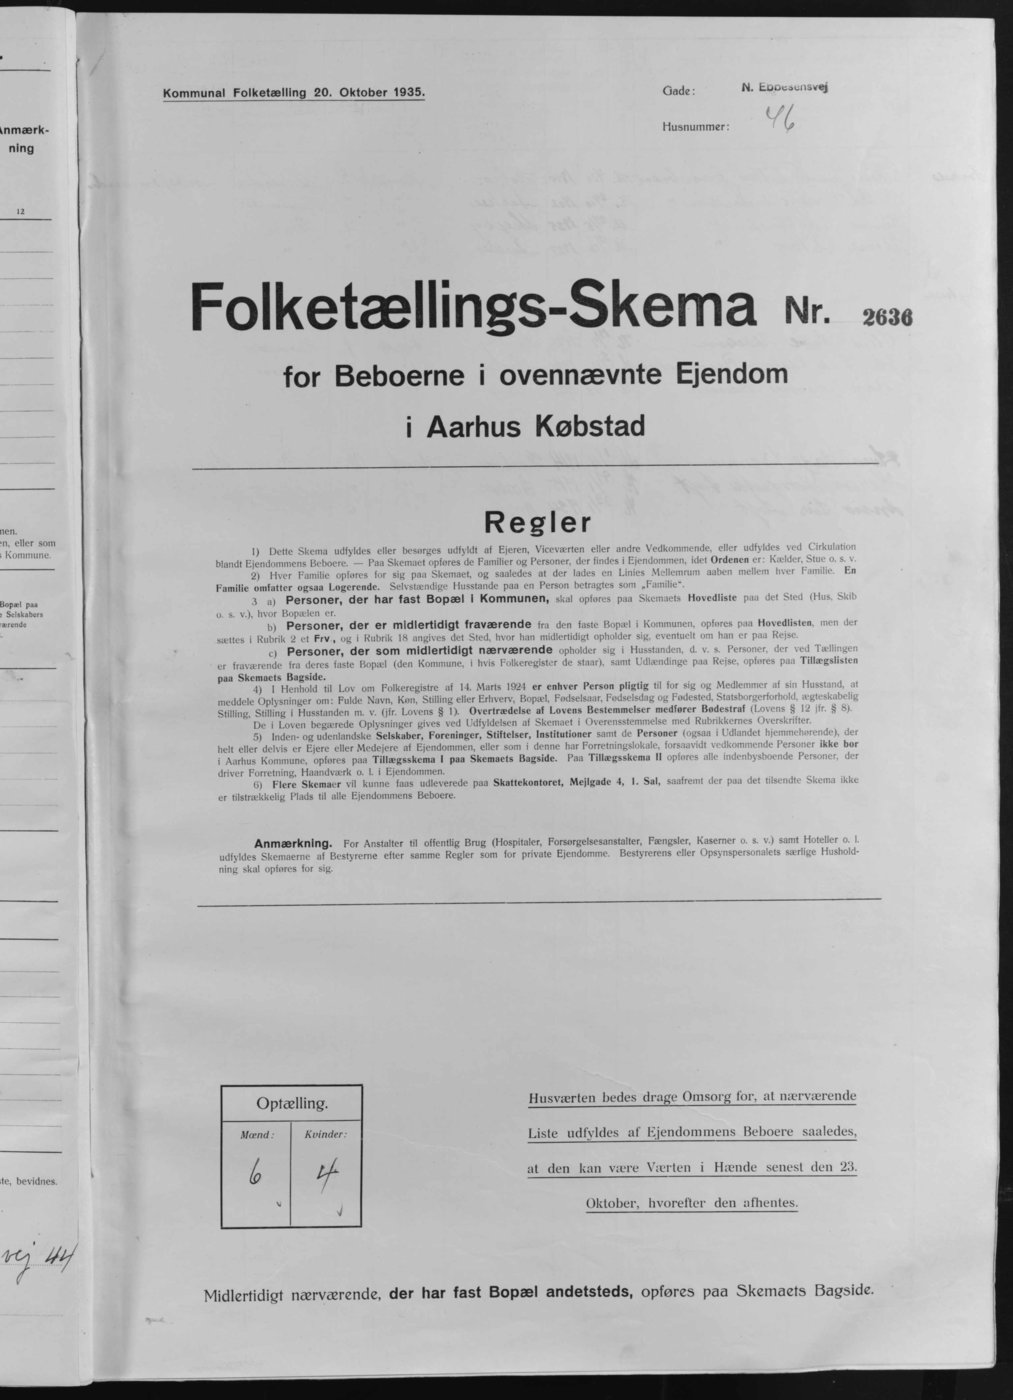 Anmærk-
ning
12
nen.
en, eller som
s Kommune.
Bopæl paa
e Selskabers
værende
te, bevidnes.
vej 44
Kommunal Folketælling 20. Oktober 1935.
Gade: N. Ebbesensvej
Husnummer: 46
Folketællings-Skema Nr. 2636
for Beboerne i ovennævnte Ejendom
i Aarhus Købstad
Regler
1) Dette Skema udfyldes eller besørges udfyldt af Ejeren, Viceværten eller andre Vedkommende, eller udfyldes ved Cirkulation
blandt Ejendommens Beboere. — Paa Skemaet opføres de Familier og Personer, der findes i Ejendommen, idet Ordenen er: Kælder, Stue o. s. v.
2) Hver Familie opføres for sig paa Skemaet, og saaledes at der lades en Linies Mellemrum aaben mellem hver Familie. En
Familie omfatter ogsaa Logerende. Selvstændige Husstande paa en Person betragtes som „Familie“.
3 a) Personer, der har fast Bopæl i Kommunen, skal opføres paa Skemaets Hovedliste paa det Sted (Hus, Skib
o. s. v.), hvor Bopælen er.
b) Personer, der er midlertidigt fraværende fra den faste Bopæl i Kommunen, opføres paa Hovedlisten, men der
sættes i Rubrik 2 et Frv., og i Rubrik 18 angives det Sted, hvor han midlertidigt opholder sig, eventuelt om han er paa Rejse.
c) Personer, der som midlertidigt nærværende opholder sig i Husstanden, d. v. s. Personer, der ved Tællingen
er fraværende fra deres faste Bopæl (den Kommune, i hvis Folkeregister de staar), samt Udlændinge paa Rejse, opføres paa Tillægslisten
paa Skemaets Bagside.
4) I Henhold til Lov om Folkeregistre af 14. Marts 1924 er enhver Person pligtig til for sig og Medlemmer af sin Husstand, at
meddele Oplysninger om: Fulde Navn, Køn, Stilling eller Erhverv, Bopæl, Fødselsaar, Fødselsdag og Fødested, Statsborgerforhold, ægteskabelig
Stilling, Stilling i Husstanden m. v. (jfr. Lovens § 1). Overtrædelse af Lovens Bestemmelser medfører Bødestraf (Lovens § 12 jfr. § 8).
De i Loven begærede Oplysninger gives ved Udfyldelsen af Skemaet i Overensstemmelse med Rubrikkernes Overskrifter.
5) Inden- og udenlandske Selskaber, Foreninger, Stiftelser, Institutioner samt de Personer (ogsaa i Udlandet hjemmehørende), der
helt eller delvis er Ejere eller Medejere af Ejendommen, eller som i denne har Forretningslokale, forsaavidt vedkommende Personer ikke bor
i Aarhus Kommune, opføres paa Tillægsskema I paa Skemaets Bagside. Paa Tillægsskema II opføres alle indenbysboende Personer, der
driver Forretning, Haandværk o. l. i Ejendommen.
6) Flere Skemaer vil kunne faas udleverede paa Skattekontoret, Mejlgade 4, 1. Sal, saafremt der paa det tilsendte Skema ikke
er tilstrækkelig Plads til alle Ejendommens Beboere.
Anmærkning. For Anstalter til offentlig Brug (Hospitaler, Forsørgelsesanstalter, Fængsler, Kaserner o. s. v.) samt Hoteller o. l.
udfyldes Skemaerne af Bestyrerne efter samme Regler som for private Ejendomme. Bestyrerens eller Opsynspersonalets særlige Hushold-
ning skal opføres for sig.
Optælling.
Mænd: Kvinder:
6 4
Husværten bedes drage Omsorg for, at nærværende
Liste udfyldes af Ejendommens Beboere saaledes,
at den kan være Værten i Hænde senest den 23.
Oktober, hvorefter den afhentes.
Midlertidigt nærværende, der har fast Bopæl andetsteds, opføres paa Skemaets Bagside.